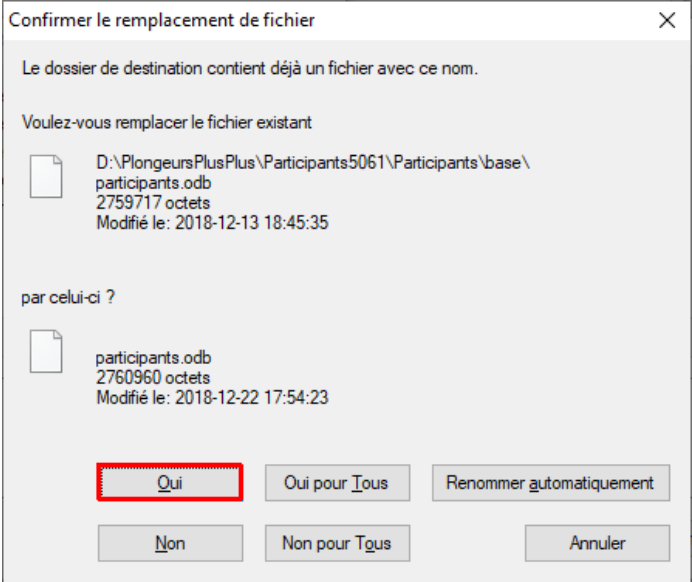 Confirmer le remplacement de fichier
Le dossier de destination contient déjà un fichier avec ce nom.
Voulez-vous remplacer le fichier existant
D:\PlongeursPlusPlus\Participants5061\Participants\base\
participants.odb
2759717 octets
Modifié le: 2018-12-13 18:45:35
par celui-ci ?
participants.odb
2760960 octets
Modifié le: 2018-12-22 17:54:23
Oui
Oui pour Tous
Renommer automatiquement
Non
Non pour Tous
Annuler